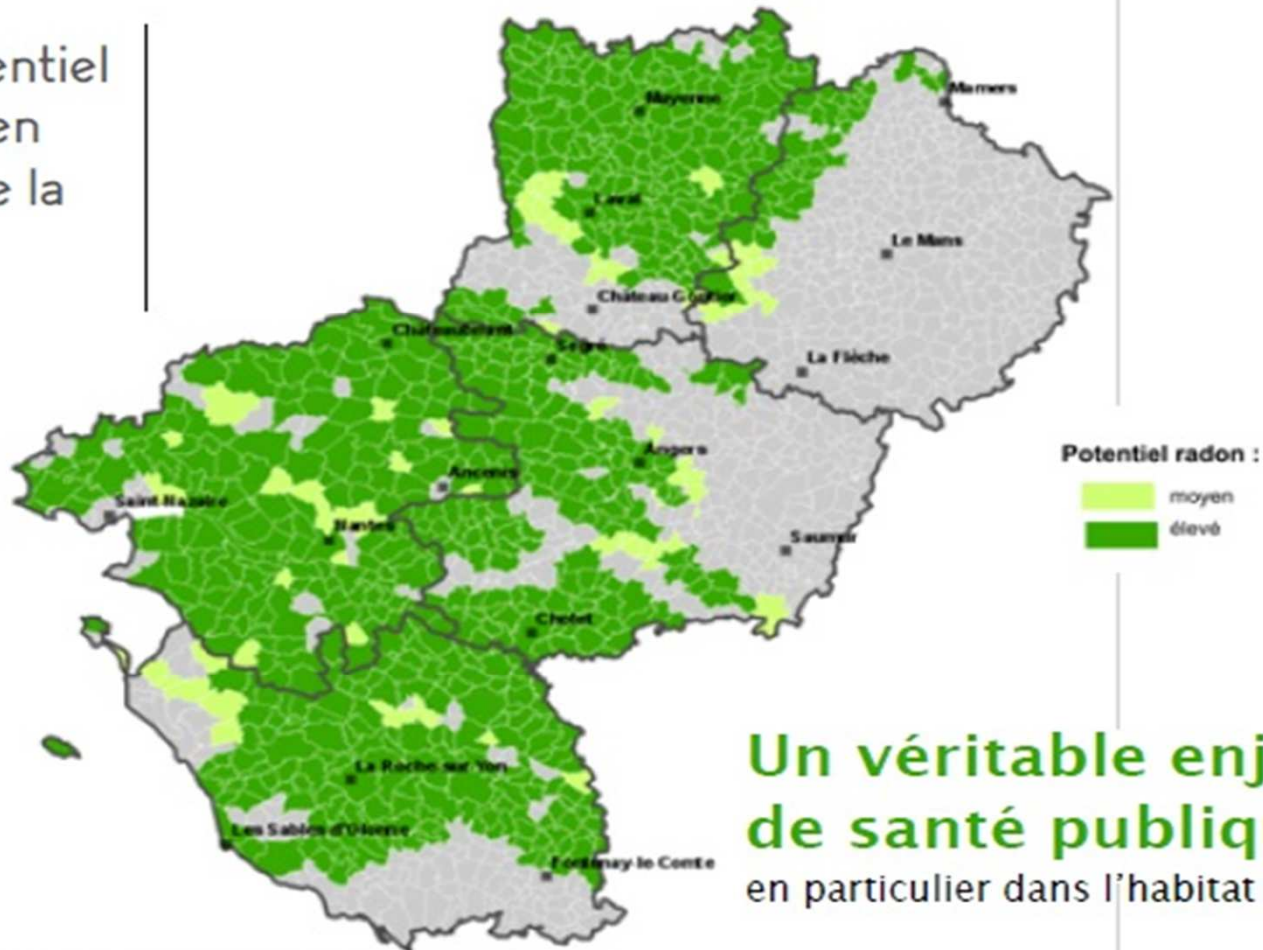 entiel
en
e la
Mayenne
Mamers
Laval
Le Mans
Château Gontier
Châteaubriant
Segré
La Flèche
Angers
Ancenis
Saint-Nazaire
Nantes
Saumur
Cholet
Potentiel radon :
moyen
élevé
La Roche-sur-Yon
Les Sables d'Olonne
Fontenay-le-Comte
Un véritable enj
de santé publiq
en particulier dans l'habitat